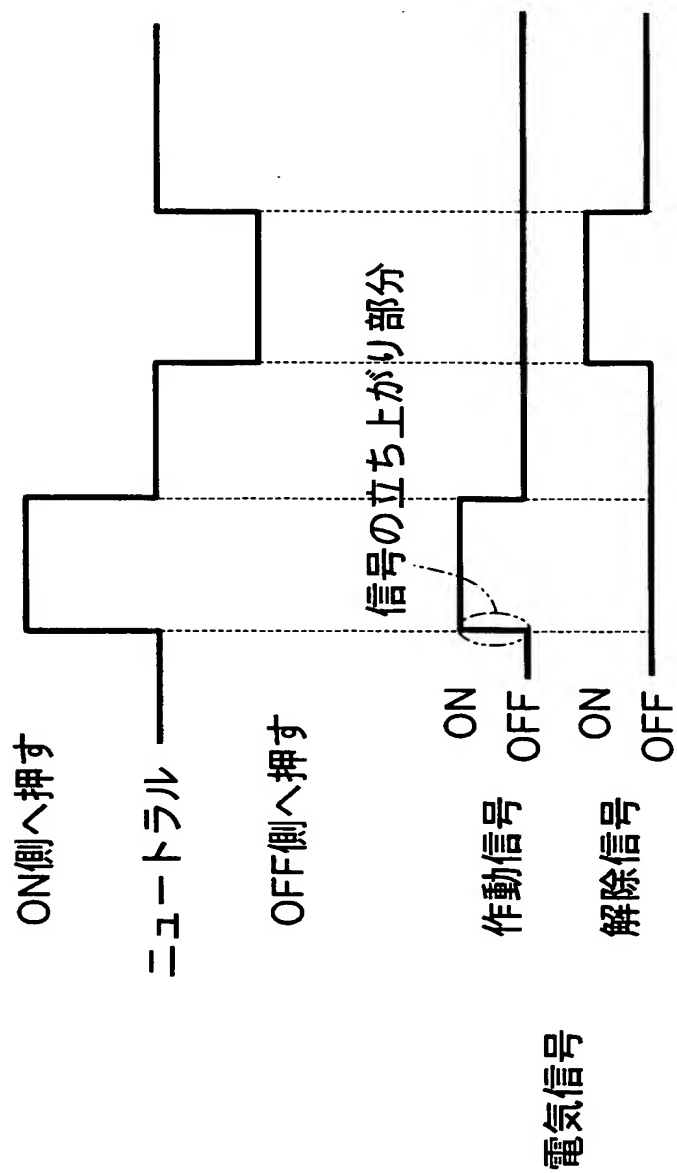 ON側へ押す
ニュートラル
OFF側へ押す
信号の立ち上がり部分
電気信号
作動信号
ON
OFF
解除信号
ON
OFF